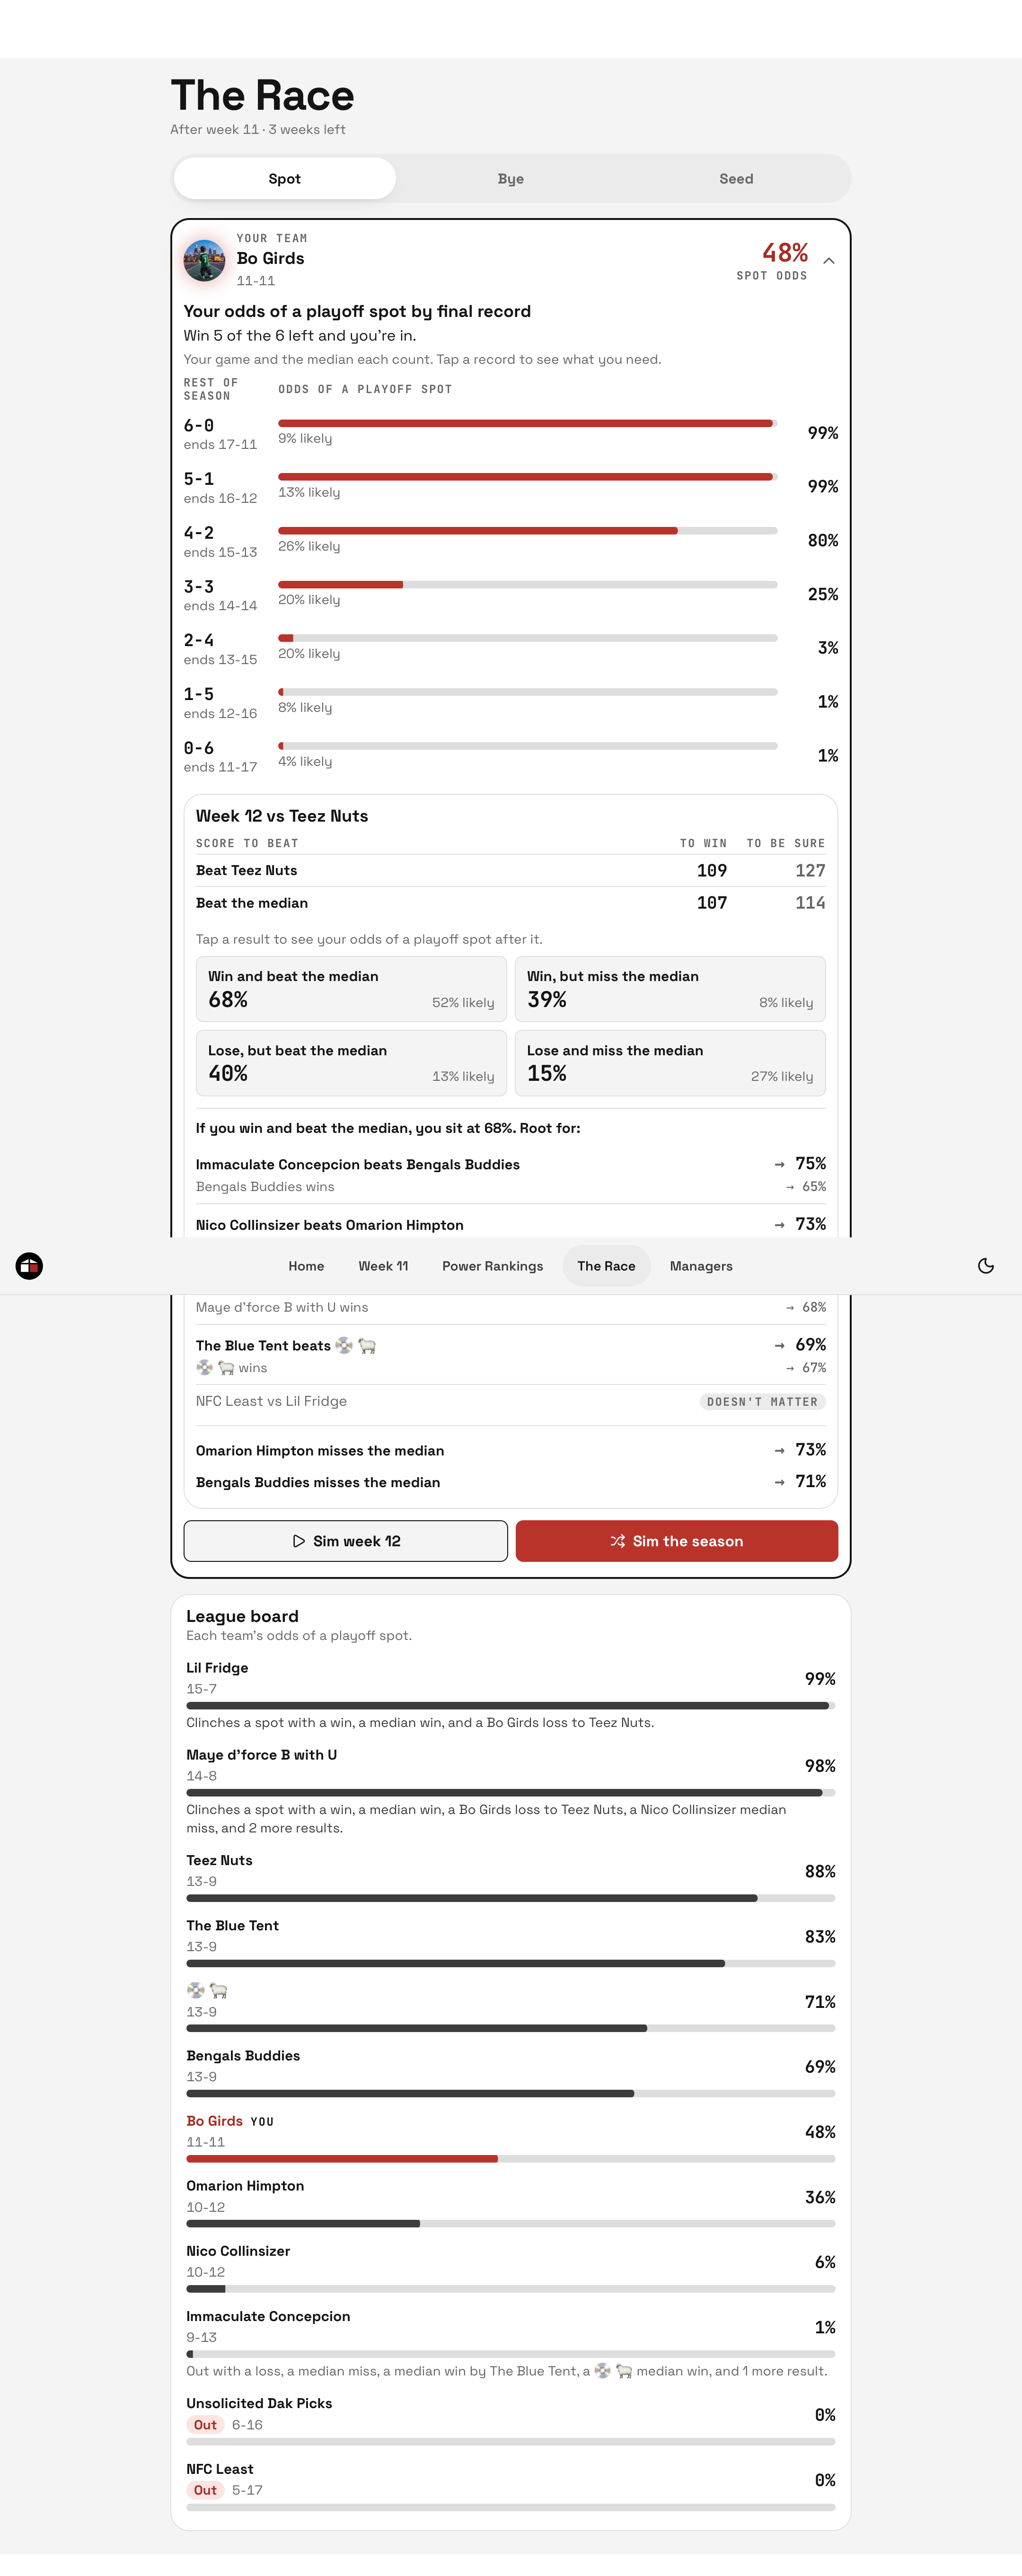 The Race
After week 11 · 3 weeks left
Spot
Bye
Seed
YOUR TEAM
Bo Girds
11-11
48%
SPOT ODDS
Your odds of a playoff spot by final record
Win 5 of the 6 left and you're in.
Your game and the median each count. Tap a record to see what you need.
REST OF SEASON
ODDS OF A PLAYOFF SPOT
6-0
ends 17-11
9% likely
99%
5-1
ends 16-12
13% likely
99%
4-2
ends 15-13
26% likely
80%
3-3
ends 14-14
20% likely
25%
2-4
ends 13-15
20% likely
3%
1-5
ends 12-16
8% likely
1%
0-6
ends 11-17
4% likely
1%
Week 12 vs Teez Nuts
SCORE TO BEAT TO WIN TO BE SURE
Beat Teez Nuts 109 127
Beat the median 107 114
Tap a result to see your odds of a playoff spot after it.
Win and beat the median
68% 52% likely
Win, but miss the median
39% 8% likely
Lose, but beat the median
40% 13% likely
Lose and miss the median
15% 27% likely
If you win and beat the median, you sit at 68%. Root for:
Immaculate Concepcion beats Bengals Buddies → 75%
Bengals Buddies wins → 65%
Nico Collinsizer beats Omarion Himpton → 73%
Home
Week 11
Power Rankings
The Race
Managers
Maye d'force B with U wins → 68%
The Blue Tent beats 💿 🐑 → 69%
💿 🐑 wins → 67%
NFC Least vs Lil Fridge DOESN'T MATTER
Omarion Himpton misses the median → 73%
Bengals Buddies misses the median → 71%
Sim week 12
Sim the season
League board
Each team's odds of a playoff spot.
Lil Fridge
15-7
99%
Clinches a spot with a win, a median win, and a Bo Girds loss to Teez Nuts.
Maye d'force B with U
14-8
98%
Clinches a spot with a win, a median win, a Bo Girds loss to Teez Nuts, a Nico Collinsizer median
miss, and 2 more results.
Teez Nuts
13-9
88%
The Blue Tent
13-9
83%
💿 🐑
13-9
71%
Bengals Buddies
13-9
69%
Bo Girds YOU
11-11
48%
Omarion Himpton
10-12
36%
Nico Collinsizer
10-12
6%
Immaculate Concepcion
9-13
1%
Out with a loss, a median miss, a median win by The Blue Tent, a 💿 🐑 median win, and 1 more result.
Unsolicited Dak Picks
Out 6-16
0%
NFC Least
Out 5-17
0%